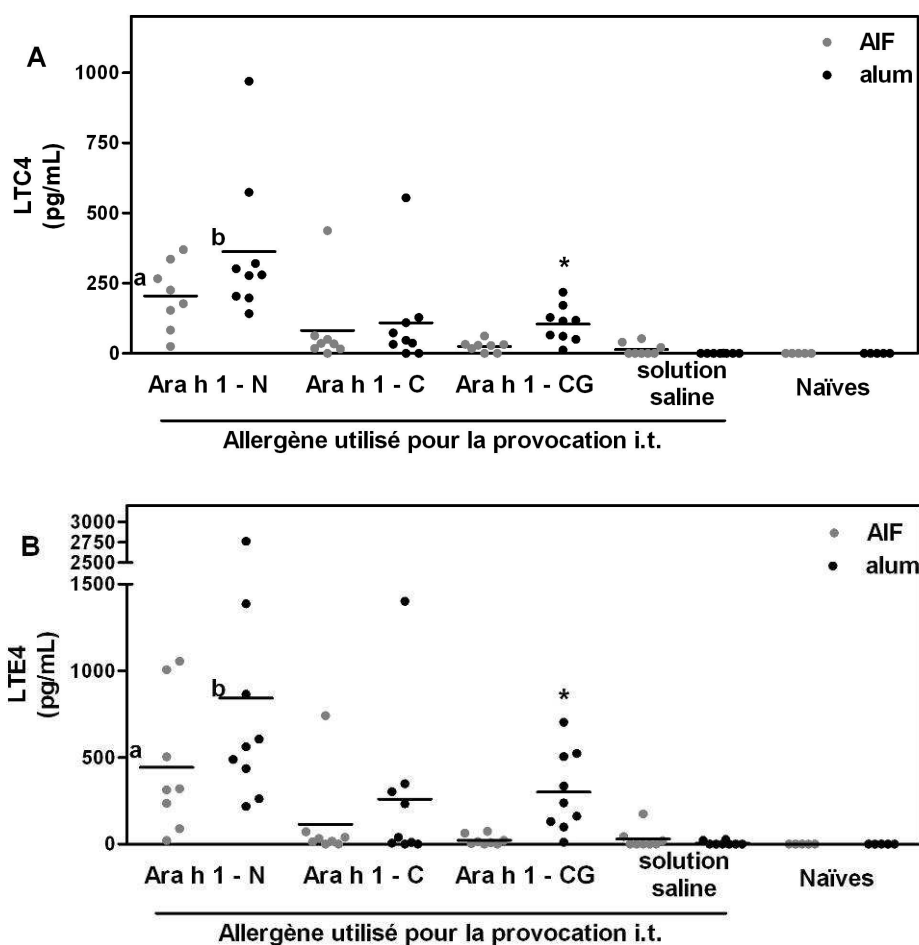 A
AIF
alum
1000
750
500
250
0
LTC4
(pg/mL)
a
b
*
Ara h 1 - N
Ara h 1 - C
Ara h 1 - CG
solution
saline
Naïves
Allergène utilisé pour la provocation i.t.
B
AIF
alum
3000
2750
2500
1500
1000
500
0
LTE4
(pg/mL)
a
b
*
Ara h 1 - N
Ara h 1 - C
Ara h 1 - CG
solution
saline
Naïves
Allergène utilisé pour la provocation i.t.